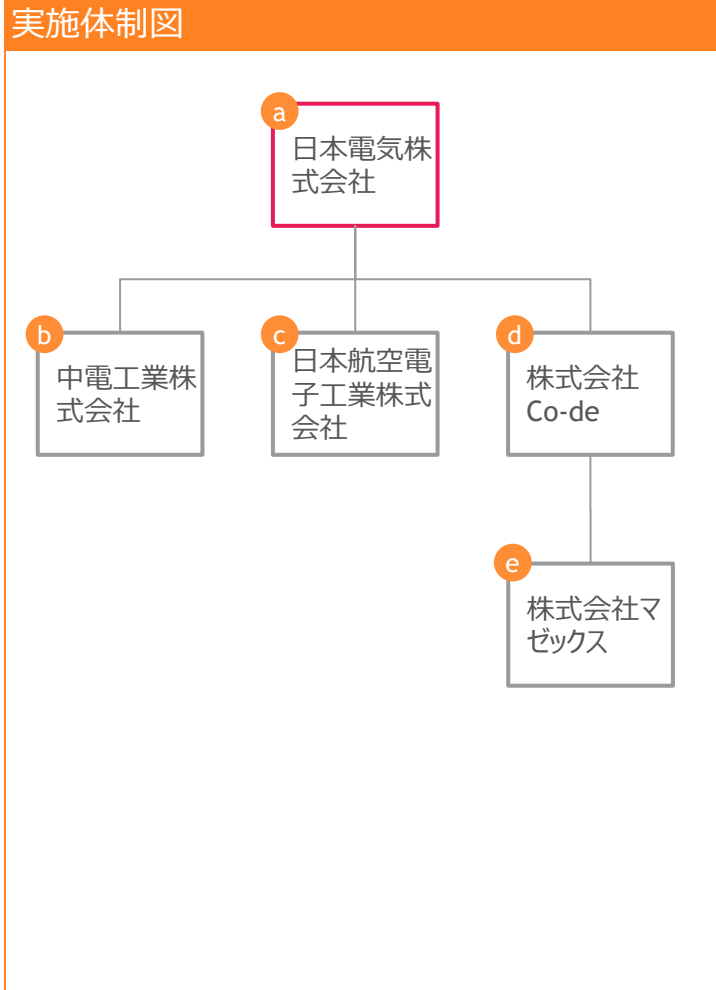 実施体制図
a
日本電気株
式会社
b
中電工業株
式会社
c
日本航空電
子工業株式
会社
d
株式会社
Co-de
e
株式会社マ
ゼックス